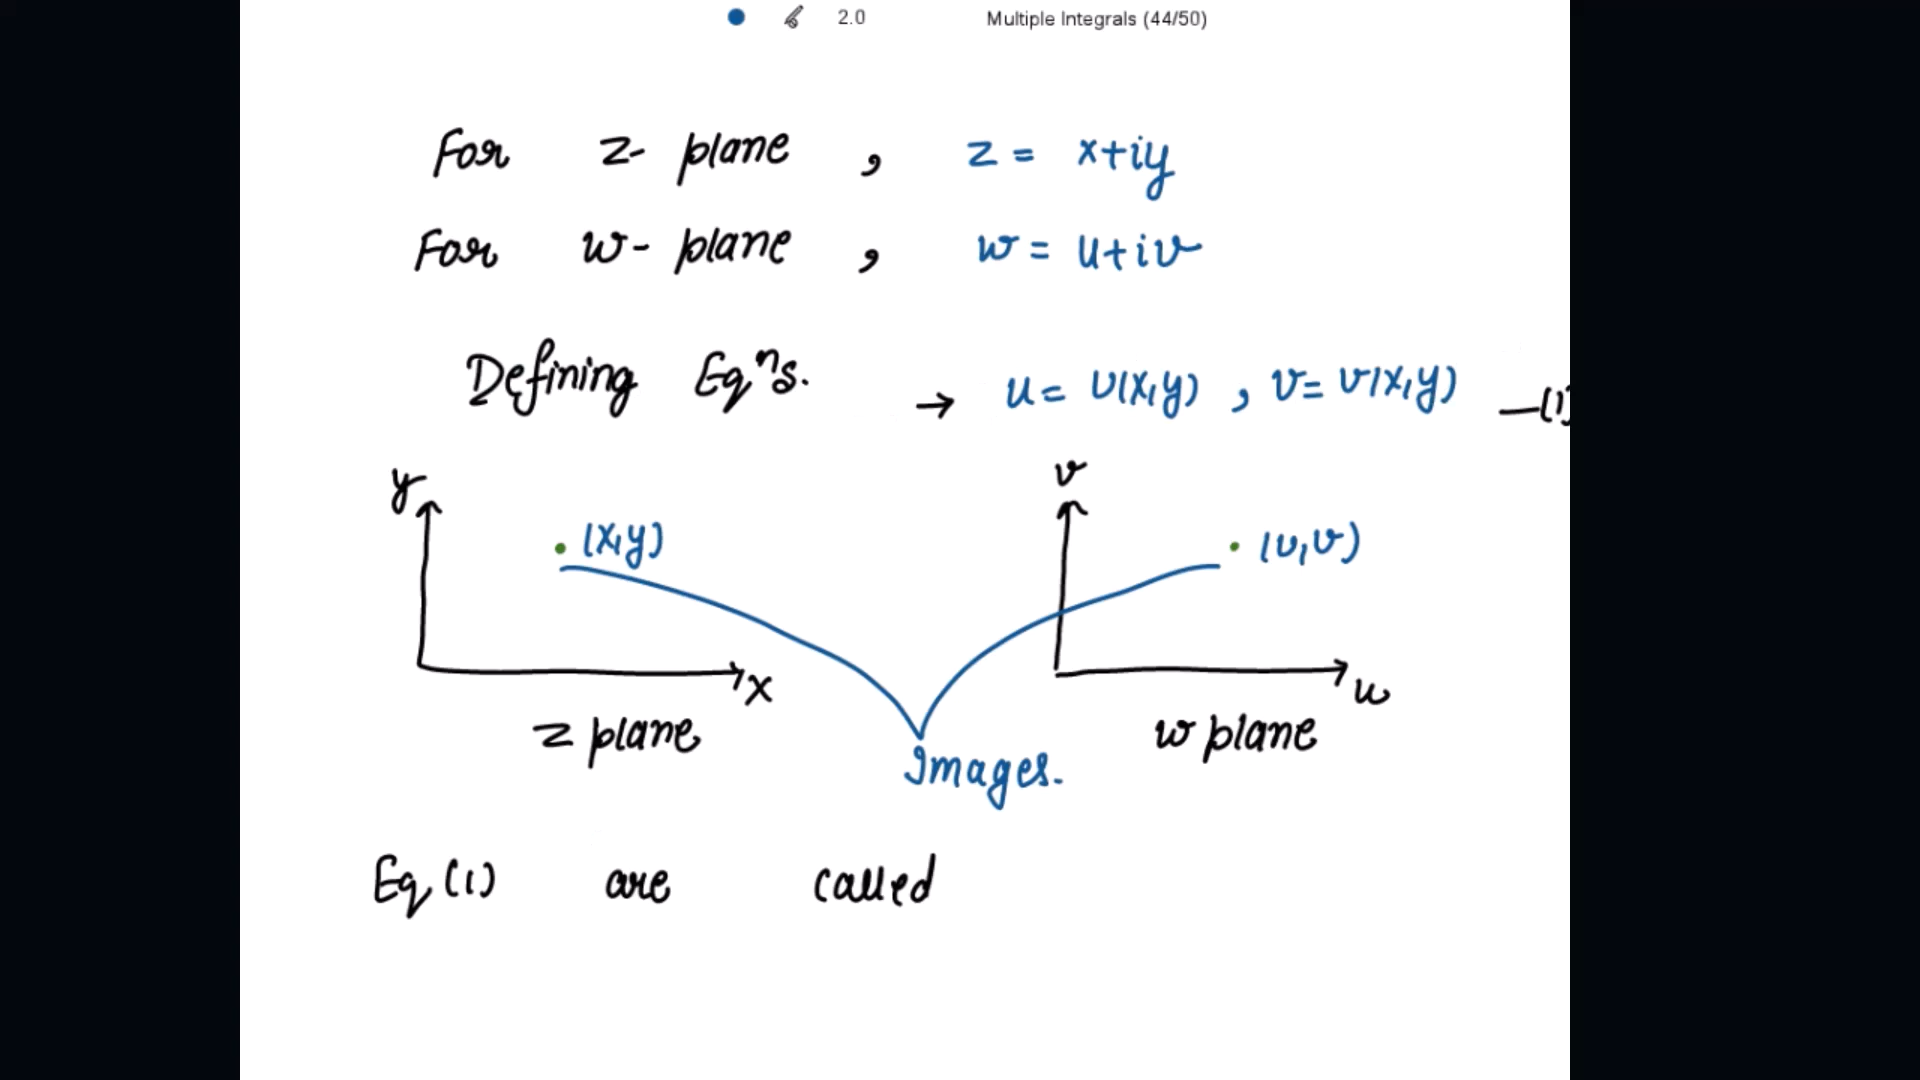 2.0 Multiple Integrals (44/50)
For z- plane , z = x+iy
For w- plane , w = u+iv
Defining Eqⁿs. → u = u(x,y) , v = v(x,y) —(1)
y v
(x,y) (u,v)
x u
z plane w plane
Images.
Eq (1) are called